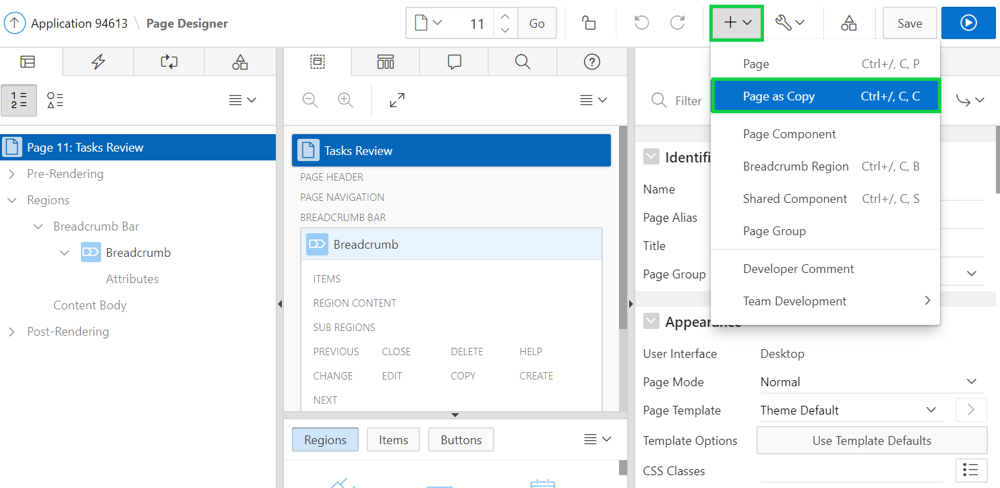 Application 94613 \ Page Designer
11
Go
Save
1
2
Page 11: Tasks Review
Pre-Rendering
Regions
Breadcrumb Bar
Breadcrumb
Attributes
Content Body
Post-Rendering
Tasks Review
PAGE HEADER
PAGE NAVIGATION
BREADCRUMB BAR
Breadcrumb
ITEMS
REGION CONTENT
SUB REGIONS
PREVIOUS CLOSE DELETE HELP
CHANGE EDIT COPY CREATE
NEXT
Regions Items Buttons
Page Ctrl+/, C, P
Page as Copy Ctrl+/, C, C
Page Component
Breadcrumb Region Ctrl+/, C, B
Shared Component Ctrl+/, C, S
Page Group
Developer Comment
Team Development
Filter
Identifi
Name
Page Alias
Title
Page Group
Appearance
User Interface Desktop
Page Mode Normal
Page Template Theme Default
Template Options Use Template Defaults
CSS Classes